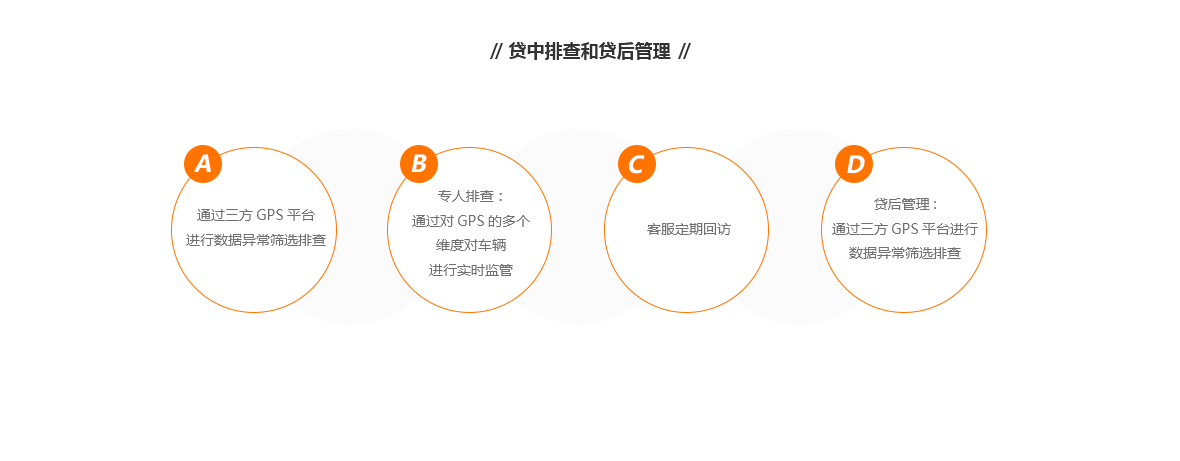 // 贷中排查和贷后管理 //
A
通过三方 GPS 平台
进行数据异常筛选排查
B
专人排查：
通过对 GPS 的多个
维度对车辆
进行实时监管
C
客服定期回访
D
贷后管理：
通过三方 GPS 平台进行
数据异常筛选排查